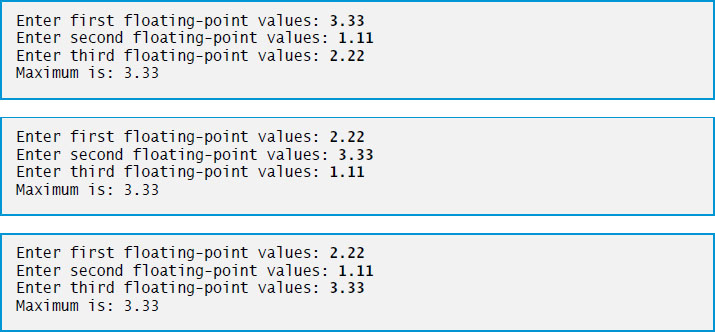 Enter first floating-point values: 3.33
Enter second floating-point values: 1.11
Enter third floating-point values: 2.22
Maximum is: 3.33
Enter first floating-point values: 2.22
Enter second floating-point values: 3.33
Enter third floating-point values: 1.11
Maximum is: 3.33
Enter first floating-point values: 2.22
Enter second floating-point values: 1.11
Enter third floating-point values: 3.33
Maximum is: 3.33